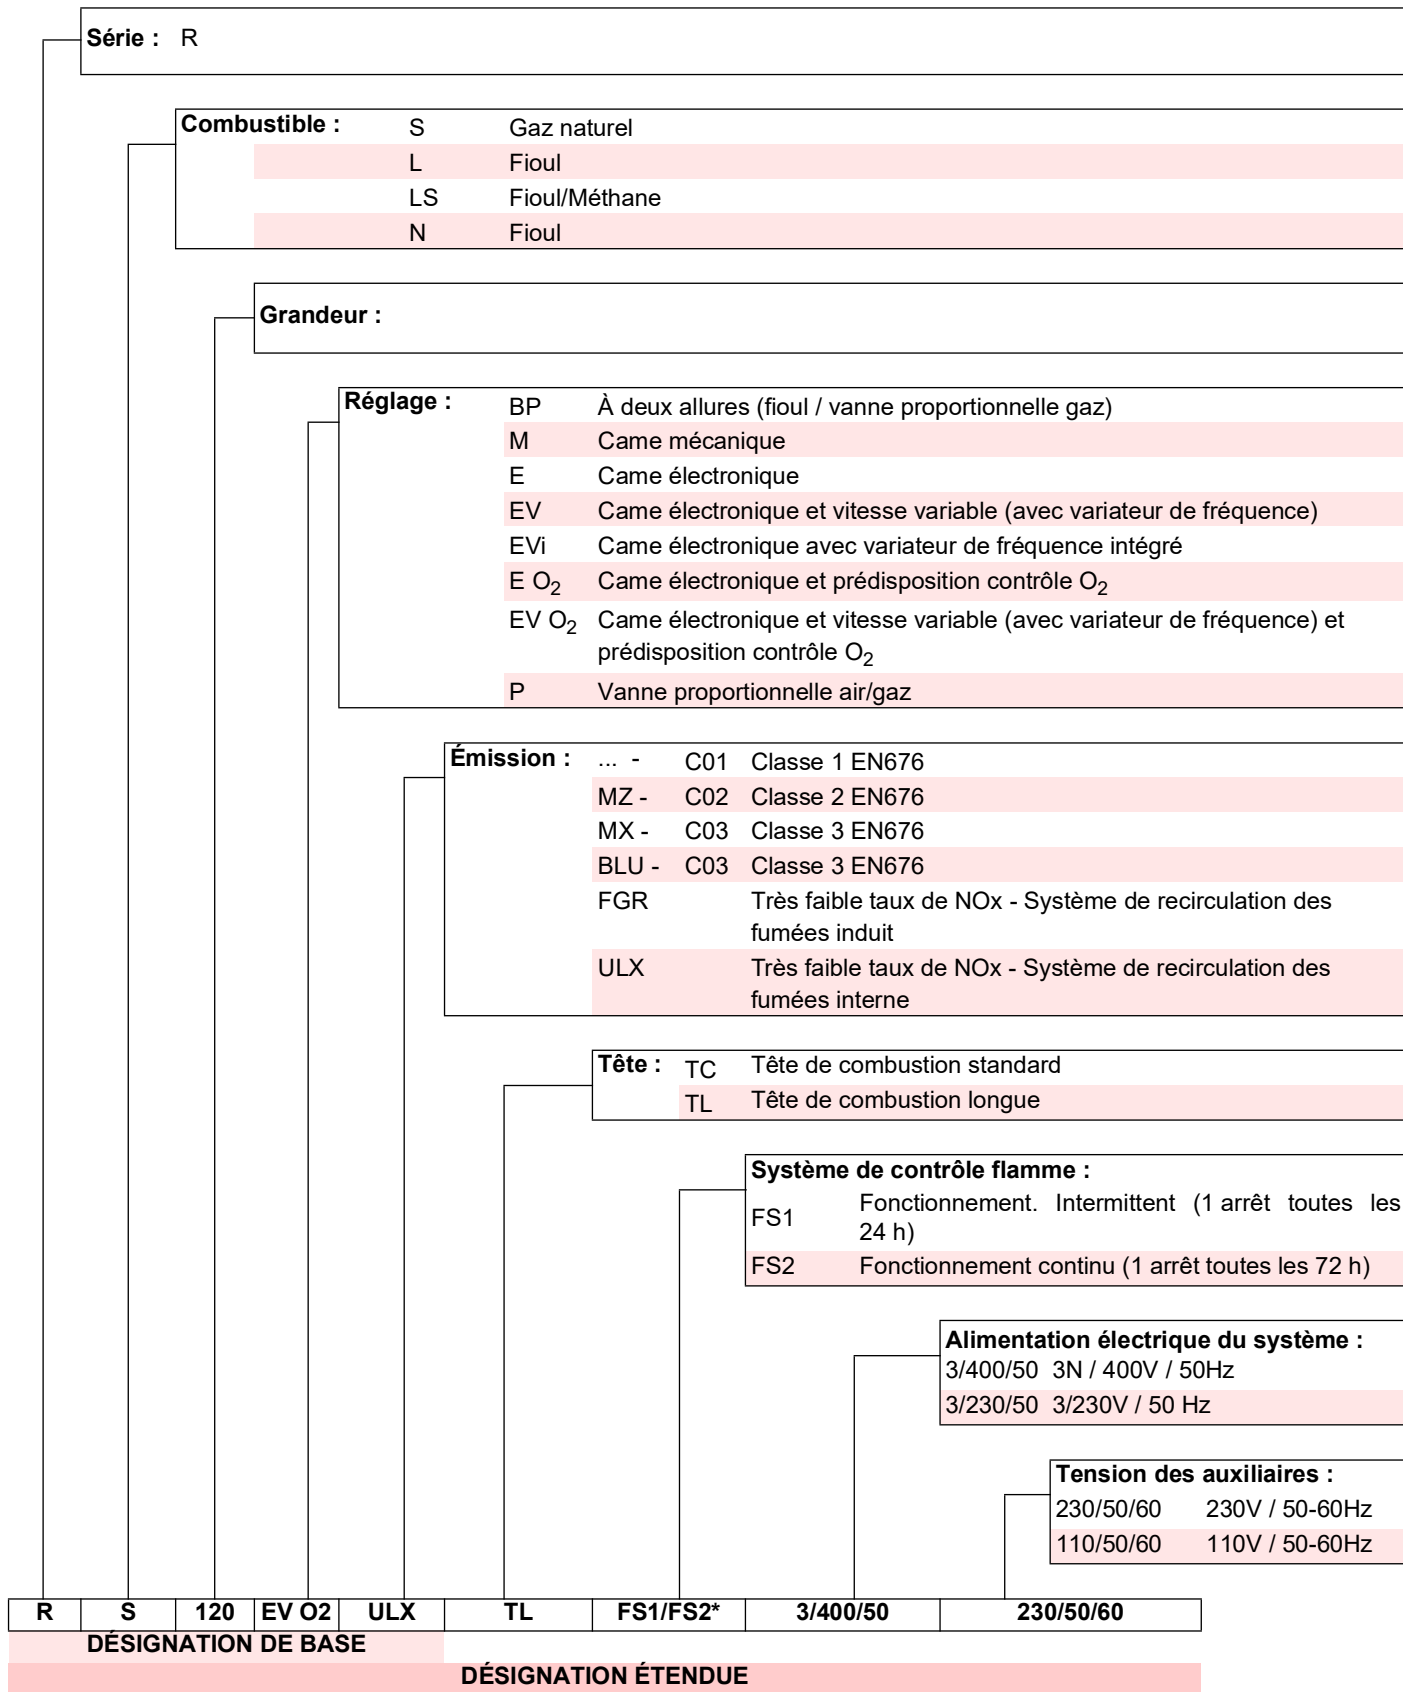 Série : R
Combustible : S Gaz naturel
L Fioul
LS Fioul/Méthane
N Fioul
Grandeur :
Réglage : BP À deux allures (fioul / vanne proportionnelle gaz)
M Came mécanique
E Came électronique
EV Came électronique et vitesse variable (avec variateur de fréquence)
EVi Came électronique avec variateur de fréquence intégré
E O2 Came électronique et prédisposition contrôle O2
EV O2 Came électronique et vitesse variable (avec variateur de fréquence) et
prédisposition contrôle O2
P Vanne proportionnelle air/gaz
Émission : ... - C01 Classe 1 EN676
MZ - C02 Classe 2 EN676
MX - C03 Classe 3 EN676
BLU - C03 Classe 3 EN676
FGR Très faible taux de NOx - Système de recirculation des
fumées induit
ULX Très faible taux de NOx - Système de recirculation des
fumées interne
Tête : TC Tête de combustion standard
TL Tête de combustion longue
Système de contrôle flamme :
FS1 Fonctionnement. Intermittent (1 arrêt toutes les
24 h)
FS2 Fonctionnement continu (1 arrêt toutes les 72 h)
Alimentation électrique du système :
3/400/50 3N / 400V / 50Hz
3/230/50 3/230V / 50 Hz
Tension des auxiliaires :
230/50/60 230V / 50-60Hz
110/50/60 110V / 50-60Hz
R S 120 EV O2 ULX TL FS1/FS2* 3/400/50 230/50/60
DÉSIGNATION DE BASE
DÉSIGNATION ÉTENDUE